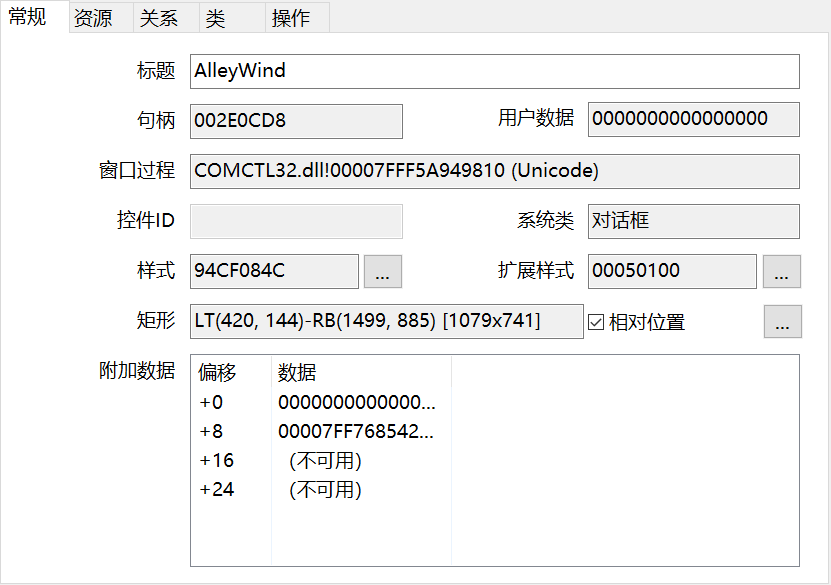 常规 资源 关系 类 操作
标题 AlleyWind
句柄 002E0CD8 用户数据 0000000000000000
窗口过程 COMCTL32.dll!00007FFF5A949810 (Unicode)
控件ID 系统类 对话框
样式 94CF084C ... 扩展样式 00050100 ...
矩形 LT(420, 144)-RB(1499, 885) [1079x741] 相对位置 ...
附加数据 偏移 数据
+0 0000000000000...
+8 00007FF768542...
+16 (不可用)
+24 (不可用)